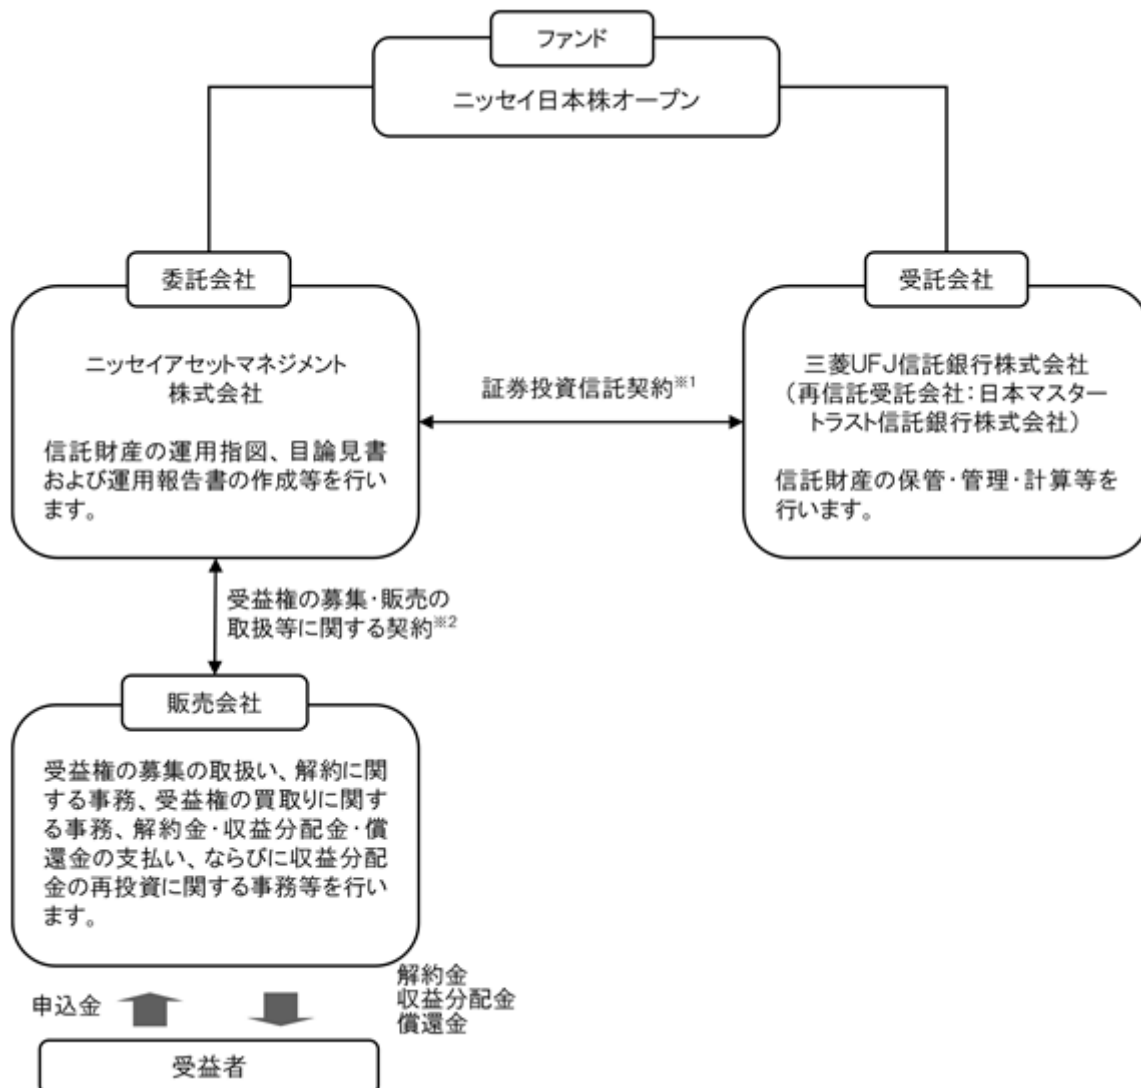 ファンド
ニッセイ日本株オープン
委託会社
ニッセイアセットマネジメント
株式会社
信託財産の運用指図、目論見書
および運用報告書の作成等を行い
ます。
証券投資信託契約※1
受託会社
三菱UFJ信託銀行株式会社
（再信託受託会社：日本マスター
トラスト信託銀行株式会社）
信託財産の保管・管理・計算等を
行います。
受益権の募集・販売の
取扱等に関する契約※2
販売会社
受益権の募集の取扱い、解約に関
する事務、受益権の買取りに関す
る事務、解約金・収益分配金・償
還金の支払い、ならびに収益分配
金の再投資に関する事務等を行い
ます。
申込金
解約金
収益分配金
償還金
受益者